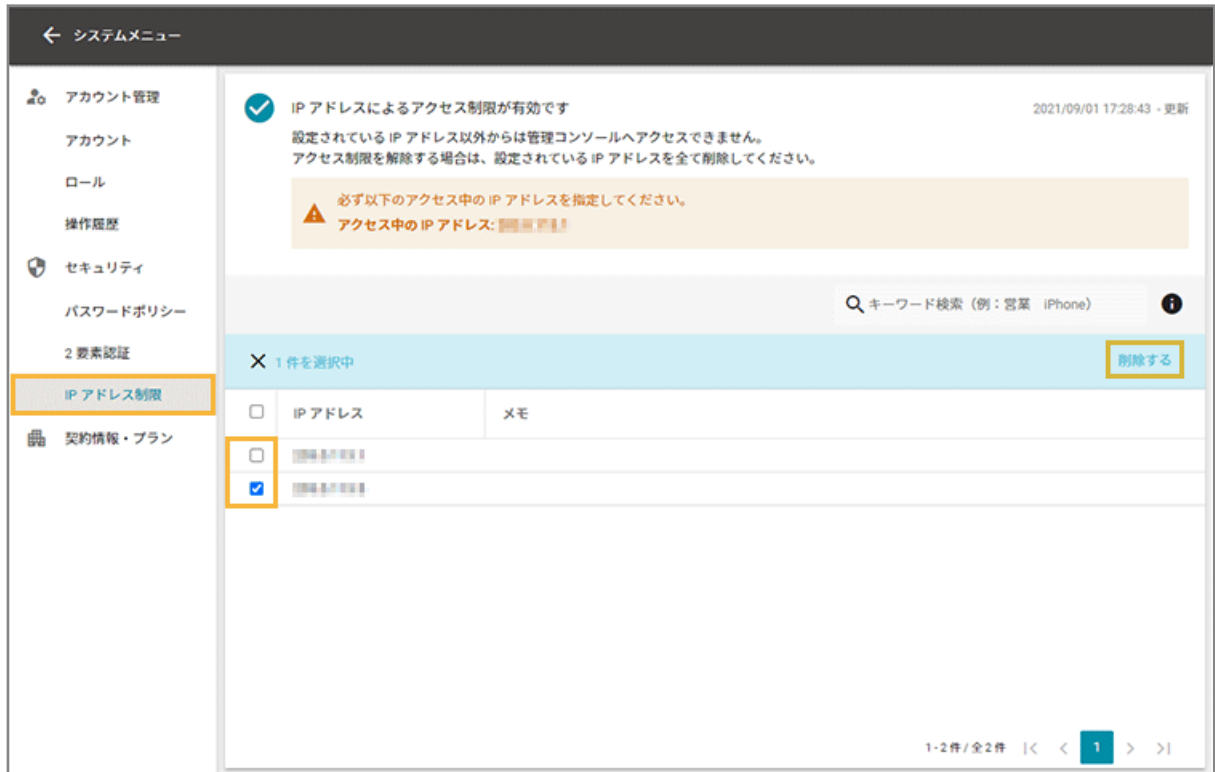 システムメニュー
アカウント管理
アカウント
ロール
操作履歴
セキュリティ
パスワードポリシー
2 要素認証
IP アドレス制限
契約情報・プラン
IP アドレスによるアクセス制限が有効です
2021/09/01 17:28:43 - 更新
設定されている IP アドレス以外からは管理コンソールへアクセスできません。
アクセス制限を解除する場合は、設定されている IP アドレスを全て削除してください。
必ず以下のアクセス中の IP アドレスを指定してください。
アクセス中の IP アドレス:
キーワード検索（例：営業　iPhone）
1 件を選択中
削除する
IP アドレス
メモ
1-2件/全2件
1